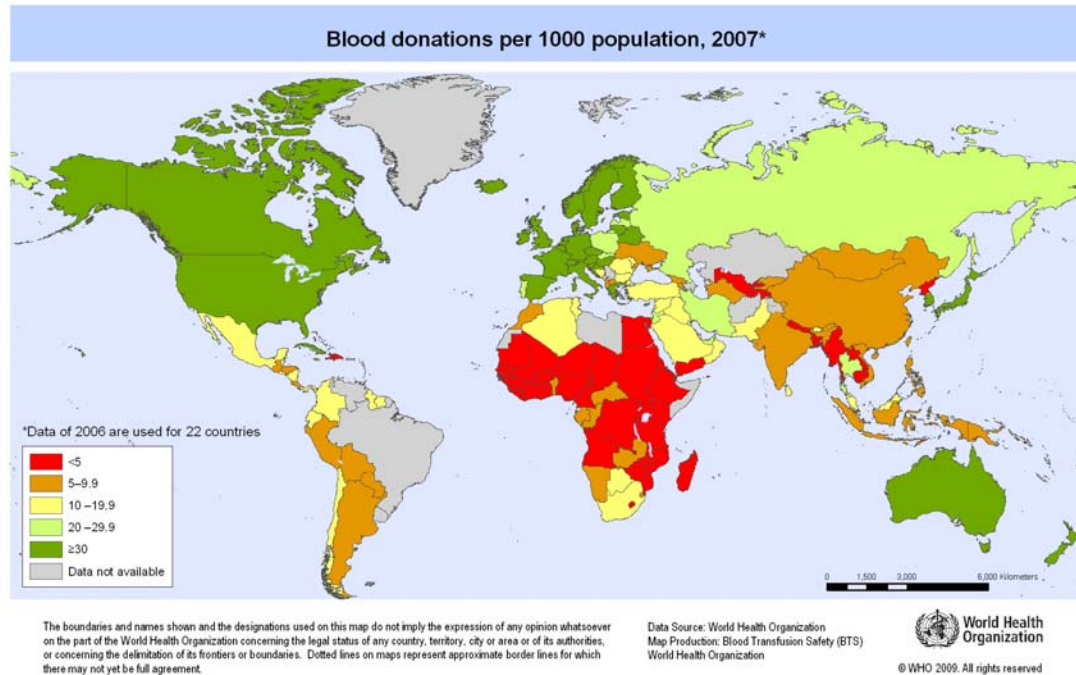 Blood donations per 1000 population, 2007*
*Data of 2006 are used for 22 countries
<5
5–9.9
10 –19.9
20 –29.9
≥30
Data not available
0 1,500 3,000 6,000 Kilometers
The boundaries and names shown and the designations used on this map do not imply the expression of any opinion whatsoever
on the part of the World Health Organization concerning the legal status of any country, territory, city or area or of its authorities,
or concerning the delimitation of its frontiers or boundaries. Dotted lines on maps represent approximate border lines for which
there may not yet be full agreement.
Data Source: World Health Organization
Map Production: Blood Transfusion Safety (BTS)
World Health Organization
World Health
Organization
© WHO 2009. All rights reserved